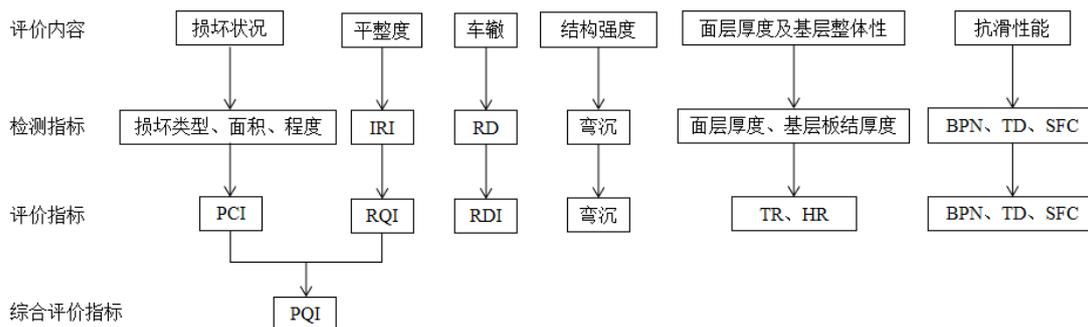 评价内容 损坏状况 平整度 车辙 结构强度 面层厚度及基层整体性 抗滑性能
检测指标 损坏类型、面积、程度 IRI RD 弯沉 面层厚度、基层板结厚度 BPN、TD、SFC
评价指标 PCI RQI RDI 弯沉 TR、HR BPN、TD、SFC
综合评价指标 PQI